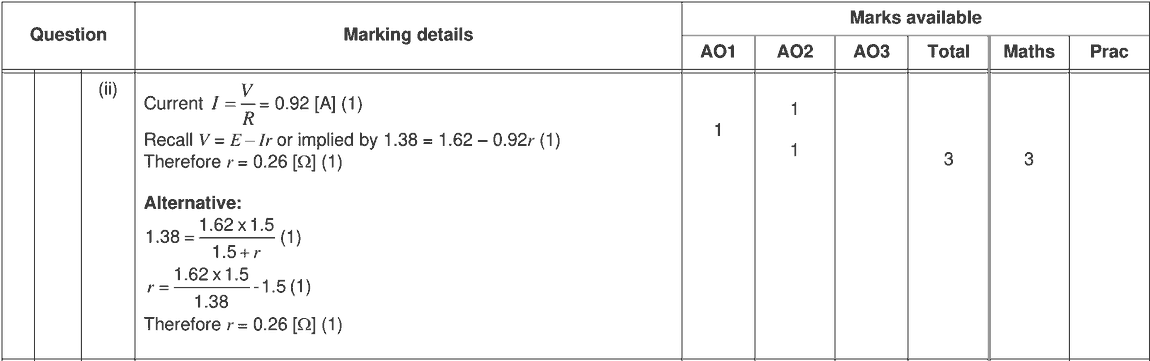 Question Marking details Marks available
AO1 AO2 AO3 Total Maths Prac
(ii)
Current I = V/R = 0.92 [A] (1) 1
Recall V = E – Ir or implied by 1.38 = 1.62 – 0.92r (1) 1 1
Therefore r = 0.26 [Ω] (1) 3 3
Alternative:
1.38 = 1.62 x 1.5 / 1.5 + r (1)
r = 1.62 x 1.5 / 1.38 - 1.5 (1)
Therefore r = 0.26 [Ω] (1)